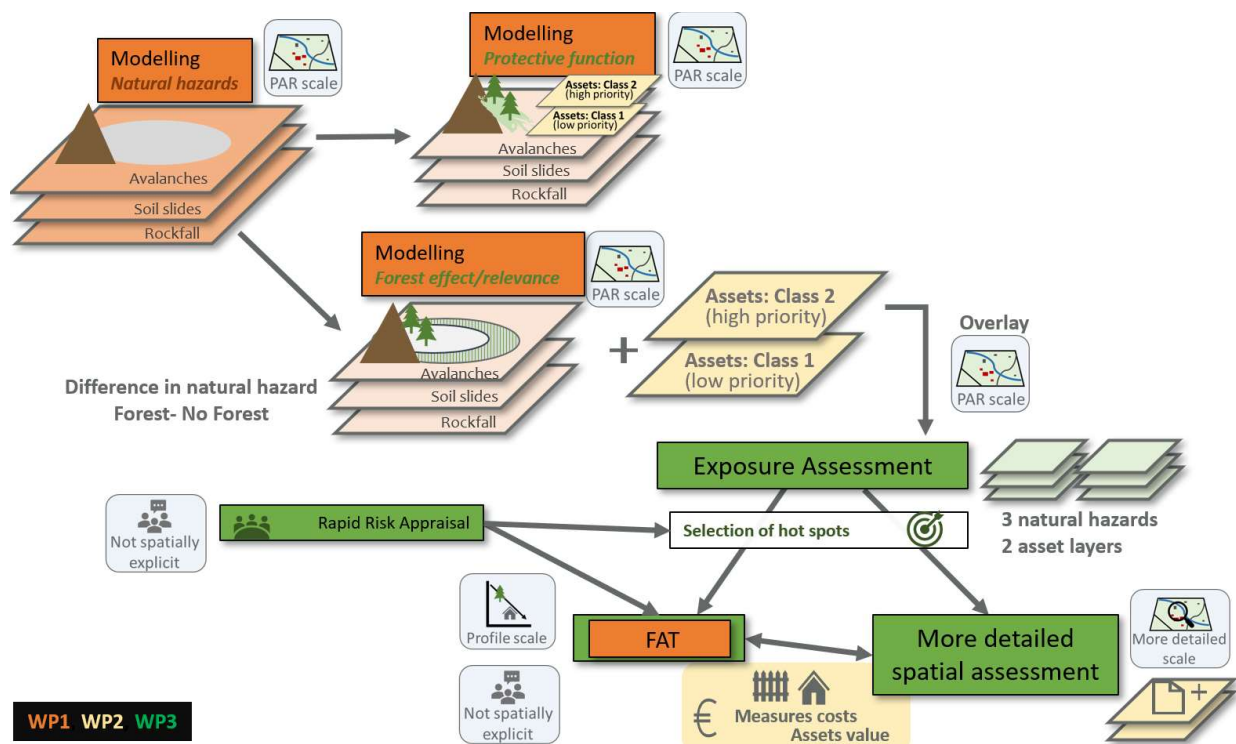 Modelling
Natural hazards
PAR scale
Avalanches
Soil slides
Rockfall
Modelling
Protective function
PAR scale
Assets: Class 2
(high priority)
Assets: Class 1
(low priority)
Avalanches
Soil slides
Rockfall
Modelling
Forest effect/relevance
PAR scale
Avalanches
Soil slides
Rockfall
Difference in natural hazard
Forest- No Forest
+
Assets: Class 2
(high priority)
Assets: Class 1
(low priority)
Overlay
PAR scale
Exposure Assessment
3 natural hazards
2 asset layers
Not spatially
explicit
Rapid Risk Appraisal
Selection of hot spots
Profile scale
FAT
Not spatially
explicit
More detailed
spatial assessment
More detailed
scale
+
€
Measures costs
Assets value
WP1 WP2 WP3